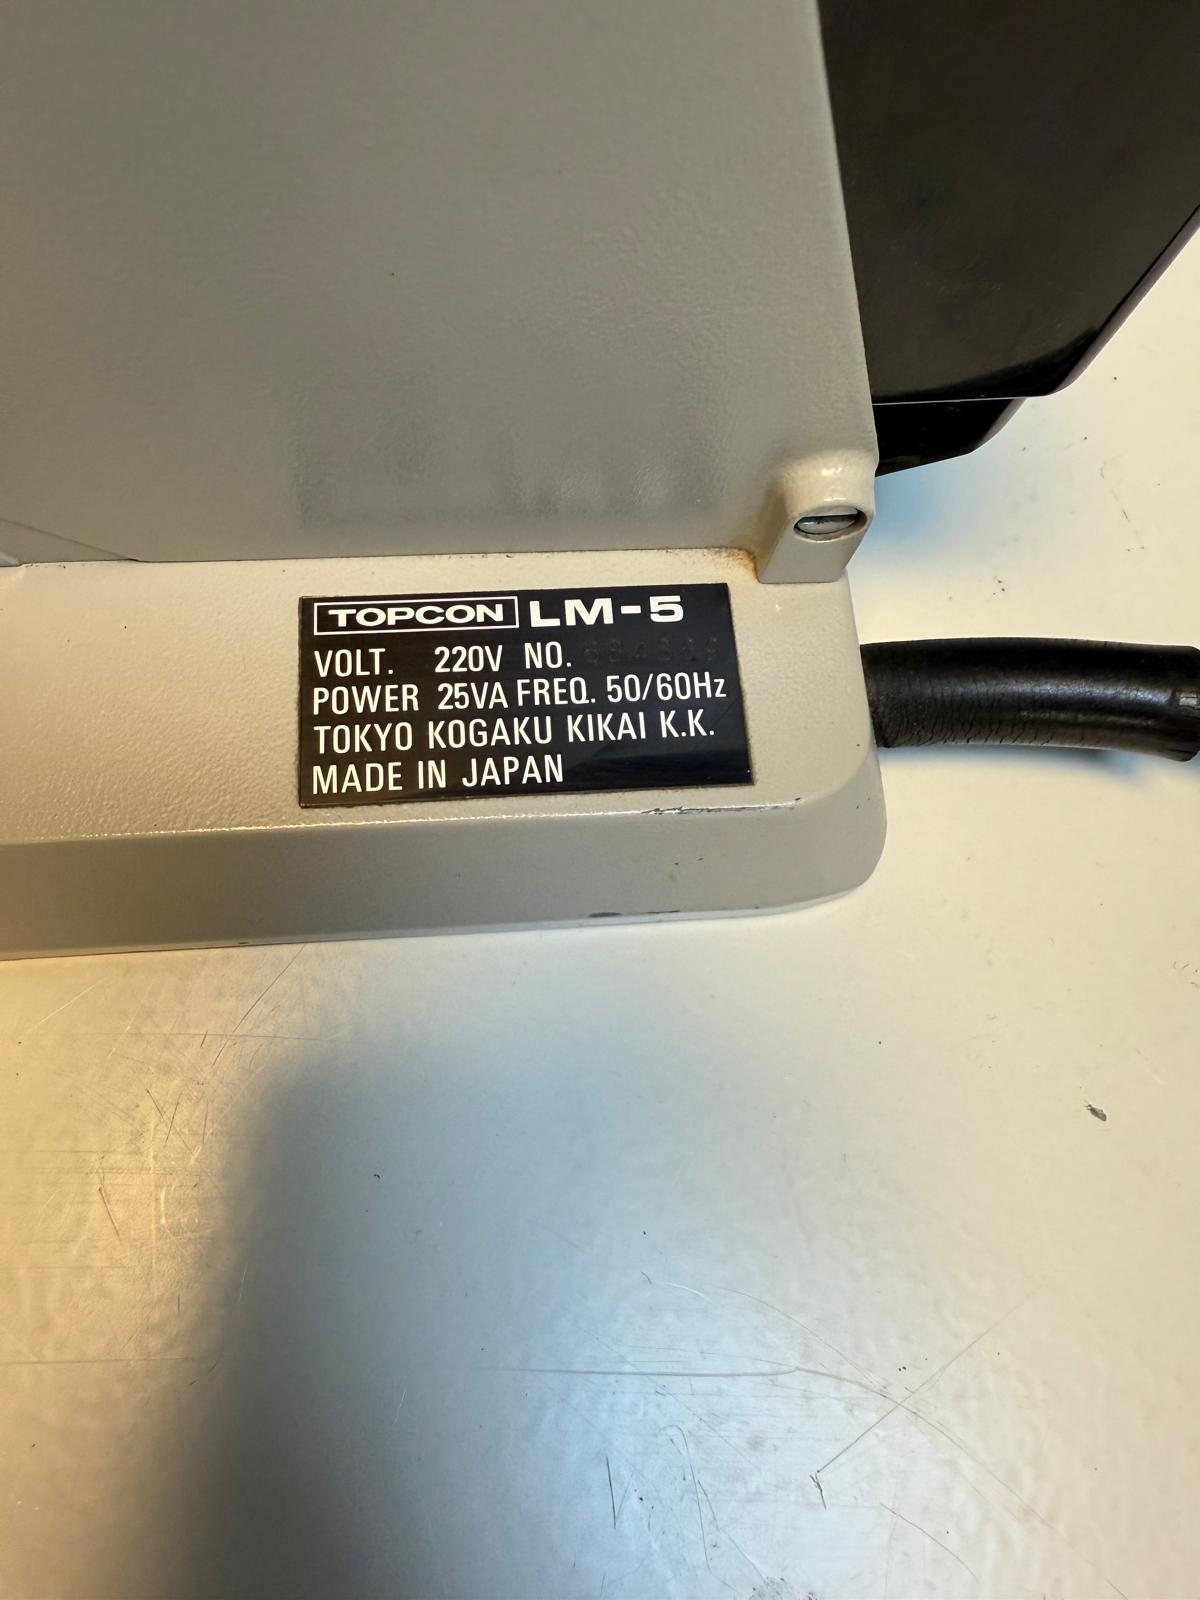 TOPCON LM-5
VOLT. 220V NO.
POWER 25VA FREQ. 50/60Hz
TOKYO KOGAKU KIKAI K.K.
MADE IN JAPAN